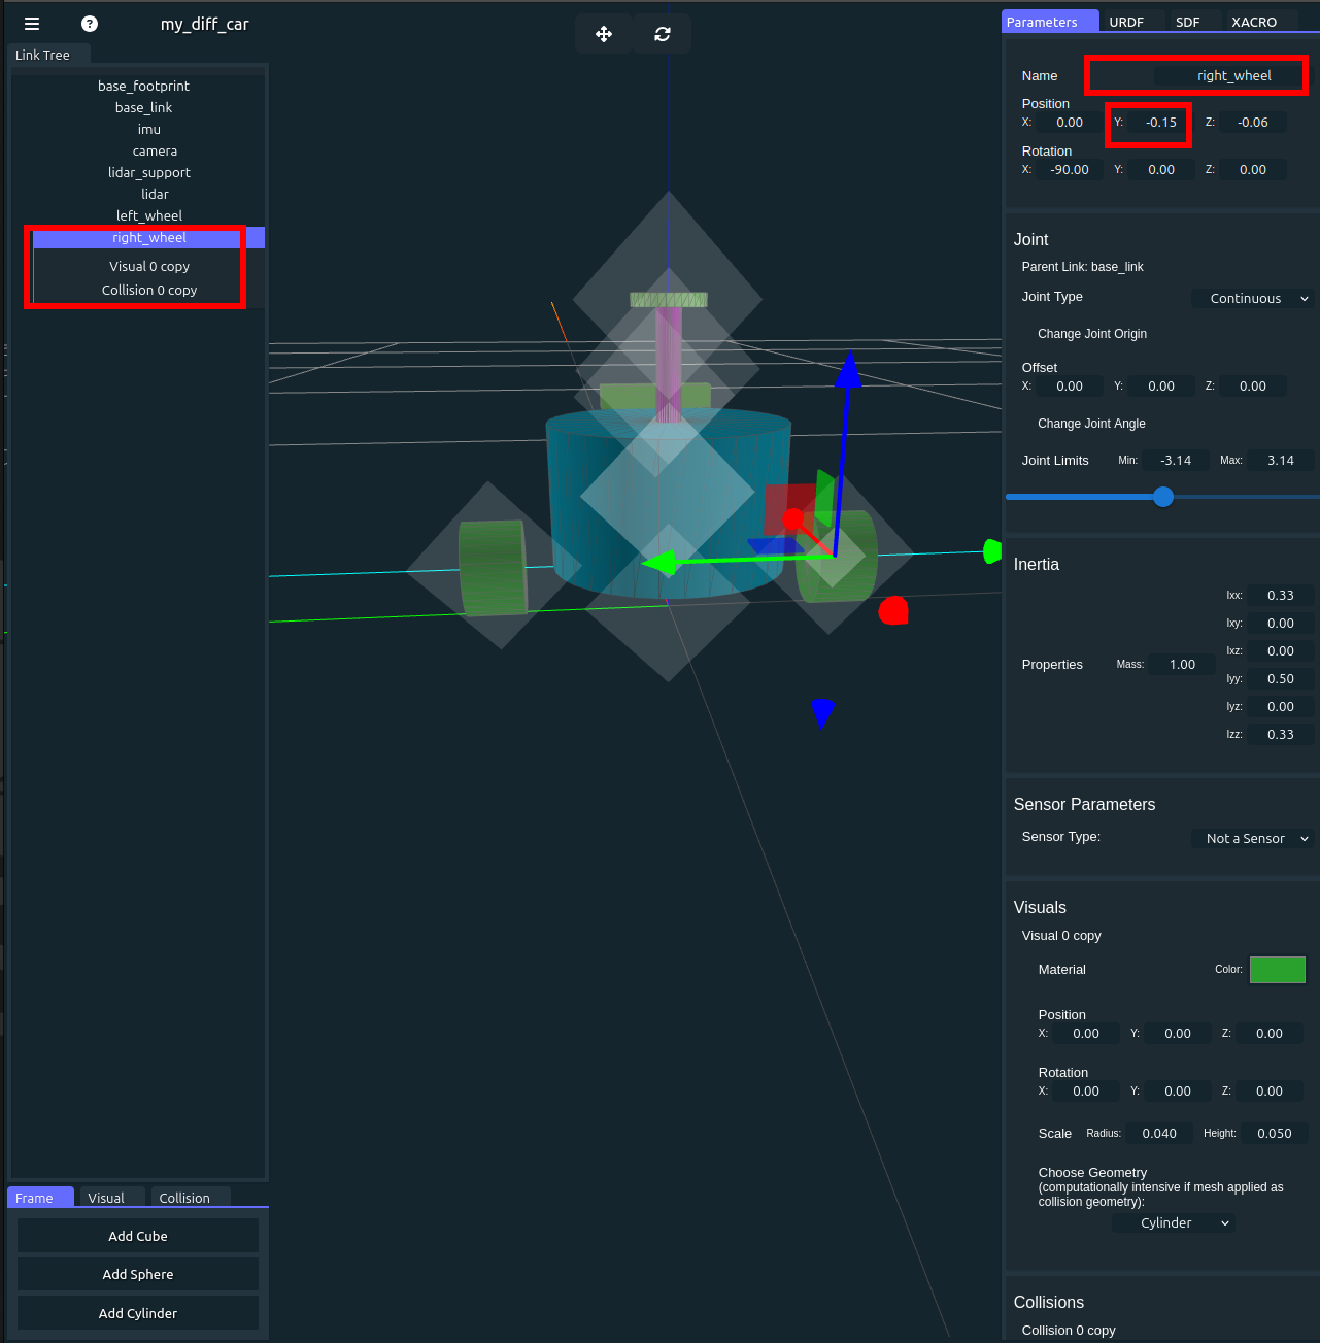 my_diff_car
Link Tree
base_footprint
base_link
imu
camera
lidar_support
lidar
left_wheel
right_wheel
Visual 0 copy
Collision 0 copy
Frame Visual Collision
Add Cube
Add Sphere
Add Cylinder
Parameters URDF SDF XACRO
Name right_wheel
Position
X: 0.00 Y: -0.15 Z: -0.06
Rotation
X: -90.00 Y: 0.00 Z: 0.00
Joint
Parent Link: base_link
Joint Type Continuous
Change Joint Origin
Offset
X: 0.00 Y: 0.00 Z: 0.00
Change Joint Angle
Joint Limits Min: -3.14 Max: 3.14
Inertia
Ixx: 0.33
Ixy: 0.00
Ixz: 0.00
Properties Mass: 1.00
Iyy: 0.50
Iyz: 0.00
Izz: 0.33
Sensor Parameters
Sensor Type: Not a Sensor
Visuals
Visual 0 copy
Material Color:
Position
X: 0.00 Y: 0.00 Z: 0.00
Rotation
X: 0.00 Y: 0.00 Z: 0.00
Scale Radius: 0.040 Height: 0.050
Choose Geometry
(computationally intensive if mesh applied as
collision geometry):
Cylinder
Collisions
Collision 0 copy